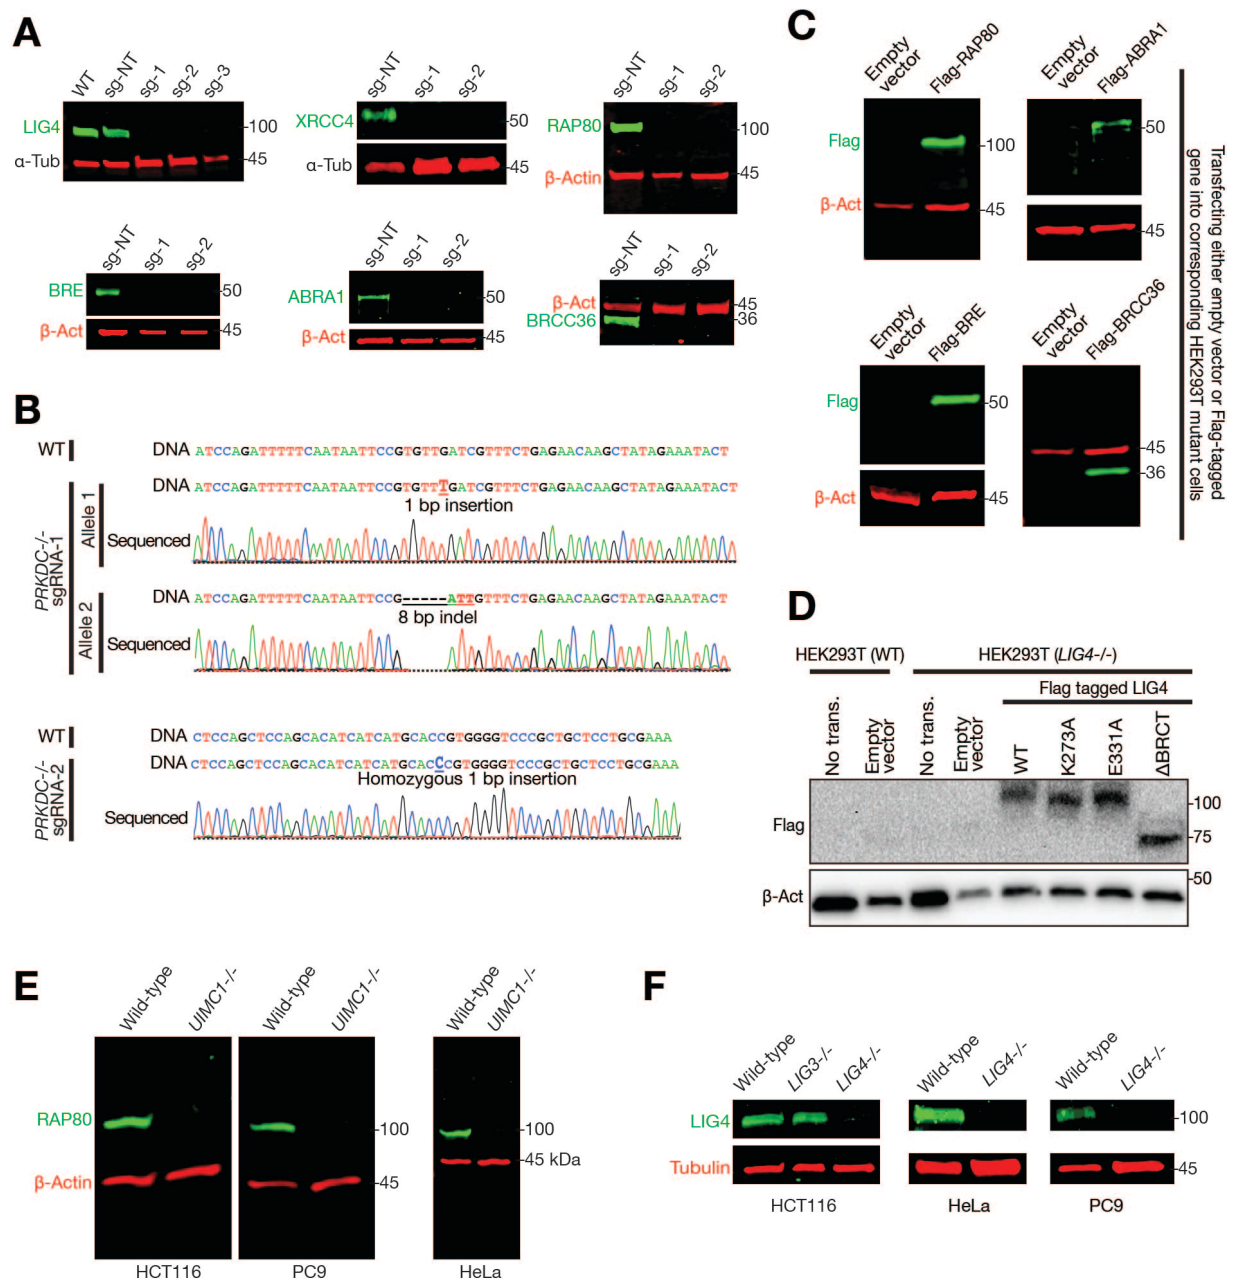 A
WT
sg-NT
sg-1
sg-2
sg-3
LIG4
α-Tub
-100
-45
sg-NT
sg-1
sg-2
XRCC4
α-Tub
-50
-45
sg-NT
sg-1
sg-2
RAP80
β-Actin
-100
-45
sg-NT
sg-1
sg-2
BRE
β-Act
-50
-45
sg-NT
sg-1
sg-2
ABRA1
β-Act
-50
-45
sg-NT
sg-1
sg-2
β-Act
BRCC36
-45
-36
B
WT
DNA ATCCAGATTTTTCAATAATTCCGTGTTGATCGTTTCTGAGAACAAGCTATAGAAATACT
PRKDC-/-
sgRNA-1
Allele 1
DNA ATCCAGATTTTTCAATAATTCCGTGTTTGATCGTTTCTGAGAACAAGCTATAGAAATACT
1 bp insertion
Sequenced
Allele 2
DNA ATCCAGATTTTTCAATAATTCCG-----ATTGTTTCTGAGAACAAGCTATAGAAATACT
8 bp indel
Sequenced
WT
DNA CTCCAGCTCCAGCACATCATCATGCACCGTGGGGTCCCGCTGCTCCTGCGAAA
PRKDC-/-
sgRNA-2
DNA CTCCAGCTCCAGCACATCATCATGCACCCGTGGGGTCCCGCTGCTCCTGCGAAA
Homozygous 1 bp insertion
Sequenced
C
Empty
vector
Flag-RAP80
Flag
β-Act
-100
-45
Empty
vector
Flag-ABRA1
-50
-45
Empty
vector
Flag-BRE
Flag
β-Act
-50
-45
Empty
vector
Flag-BRCC36
-45
-36
Transfecting either empty vector or Flag-tagged
gene into corresponding HEK293T mutant cells
D
HEK293T (WT)
HEK293T (LIG4-/-)
Flag tagged LIG4
No trans.
Empty
vector
No trans.
Empty
vector
WT
K273A
E331A
ΔBRCT
Flag
β-Act
-100
-75
-50
E
Wild-type
UIMC1-/-
Wild-type
UIMC1-/-
Wild-type
UIMC1-/-
RAP80
β-Actin
-100
-45
-100
-45 kDa
HCT116
PC9
HeLa
F
Wild-type
LIG3-/-
LIG4-/-
Wild-type
LIG4-/-
Wild-type
LIG4-/-
LIG4
Tubulin
-100
-45
HCT116
HeLa
PC9